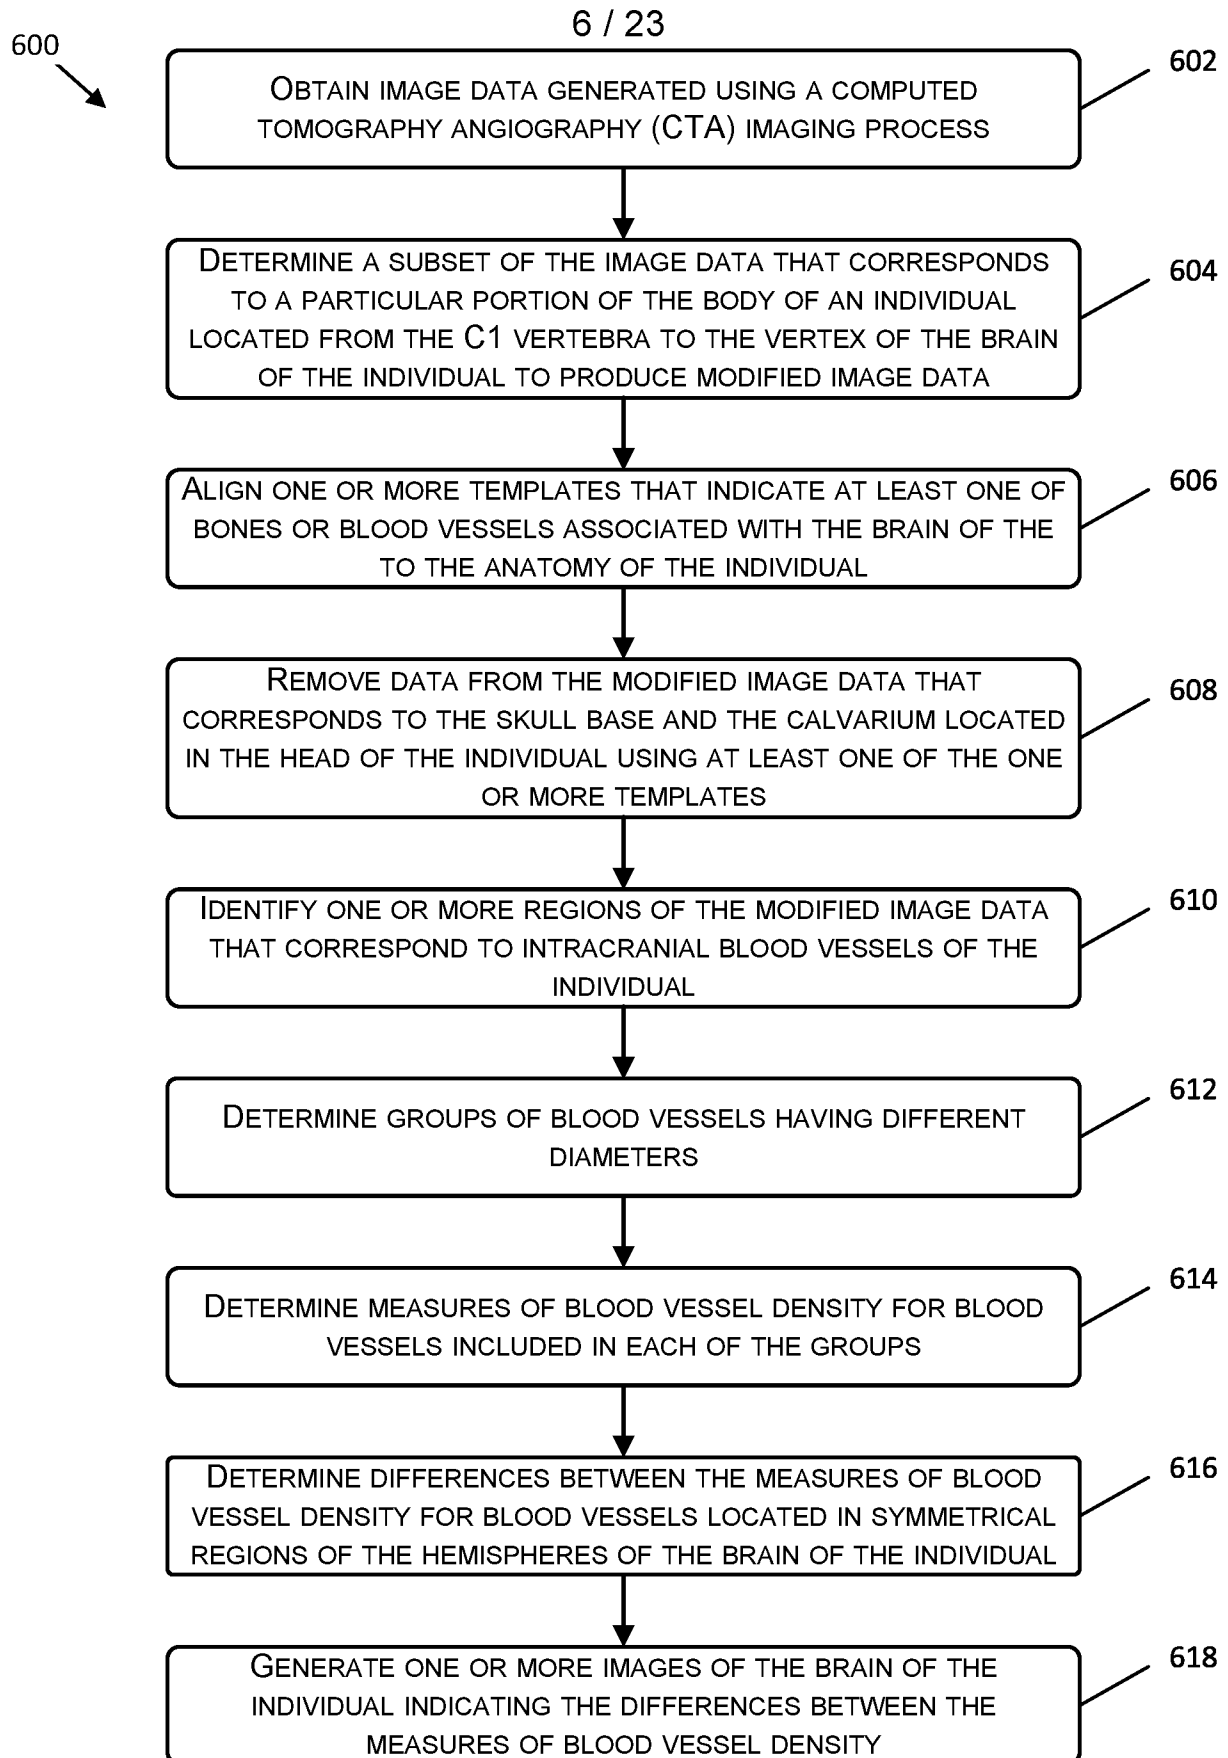 6 / 23
600
OBTAIN IMAGE DATA GENERATED USING A COMPUTED
TOMOGRAPHY ANGIOGRAPHY (CTA) IMAGING PROCESS
602
DETERMINE A SUBSET OF THE IMAGE DATA THAT CORRESPONDS
TO A PARTICULAR PORTION OF THE BODY OF AN INDIVIDUAL
LOCATED FROM THE C1 VERTEBRA TO THE VERTEX OF THE BRAIN
OF THE INDIVIDUAL TO PRODUCE MODIFIED IMAGE DATA
604
ALIGN ONE OR MORE TEMPLATES THAT INDICATE AT LEAST ONE OF
BONES OR BLOOD VESSELS ASSOCIATED WITH THE BRAIN OF THE
TO THE ANATOMY OF THE INDIVIDUAL
606
REMOVE DATA FROM THE MODIFIED IMAGE DATA THAT
CORRESPONDS TO THE SKULL BASE AND THE CALVARIUM LOCATED
IN THE HEAD OF THE INDIVIDUAL USING AT LEAST ONE OF THE ONE
OR MORE TEMPLATES
608
IDENTIFY ONE OR MORE REGIONS OF THE MODIFIED IMAGE DATA
THAT CORRESPOND TO INTRACRANIAL BLOOD VESSELS OF THE
INDIVIDUAL
610
DETERMINE GROUPS OF BLOOD VESSELS HAVING DIFFERENT
DIAMETERS
612
DETERMINE MEASURES OF BLOOD VESSEL DENSITY FOR BLOOD
VESSELS INCLUDED IN EACH OF THE GROUPS
614
DETERMINE DIFFERENCES BETWEEN THE MEASURES OF BLOOD
VESSEL DENSITY FOR BLOOD VESSELS LOCATED IN SYMMETRICAL
REGIONS OF THE HEMISPHERES OF THE BRAIN OF THE INDIVIDUAL
616
GENERATE ONE OR MORE IMAGES OF THE BRAIN OF THE
INDIVIDUAL INDICATING THE DIFFERENCES BETWEEN THE
MEASURES OF BLOOD VESSEL DENSITY
618